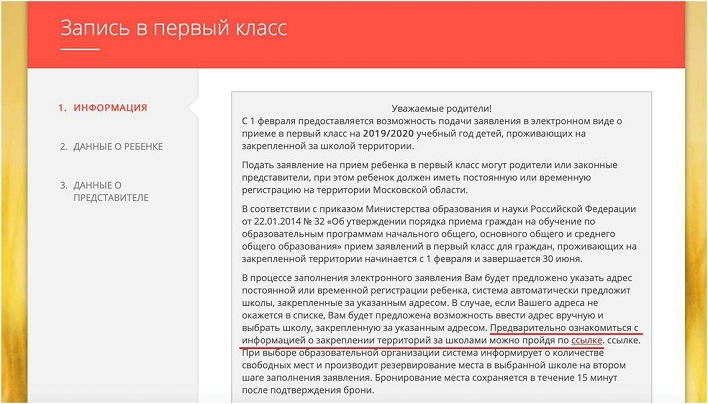 Запись в первый класс
1. ИНФОРМАЦИЯ
2. ДАННЫЕ О РЕБЕНКЕ
3. ДАННЫЕ О
ПРЕДСТАВИТЕЛЕ
Уважаемые родители!
С 1 февраля предоставляется возможность подачи заявления в электронном виде о
приеме в первый класс на 2019/2020 учебный год детей, проживающих на
закрепленной за школой территории.
Подать заявление на прием ребенка в первый класс могут родители или законные
представители, при этом ребенок должен иметь постоянную или временную
регистрацию на территории Московской области.
В соответствии с приказом Министерства образования и науки Российской Федерации
от 22.01.2014 № 32 «Об утверждении порядка приема граждан на обучение по
образовательным программам начального общего, основного общего и среднего
общего образования» прием заявлений в первый класс для граждан, проживающих на
закрепленной территории начинается с 1 февраля и завершается 30 июня.
В процессе заполнения электронного заявления Вам будет предложено указать адрес
постоянной или временной регистрации ребенка, система автоматически предложит
школы, закрепленные за указанным адресом. В случае, если Вашего адреса не
окажется в списке, Вам будет предложена возможность ввести адрес вручную и
выбрать школу, закрепленную за указанным адресом. Предварительно ознакомиться с
информацией о закреплении территорий за школами можно пройдя по ссылке. ссылке.
При выборе образовательной организации система информирует о количестве
свободных мест и производит резервирование места в выбранной школе на втором
шаге заполнения заявления. Бронирование места сохраняется в течение 15 минут
после подтверждения брони.